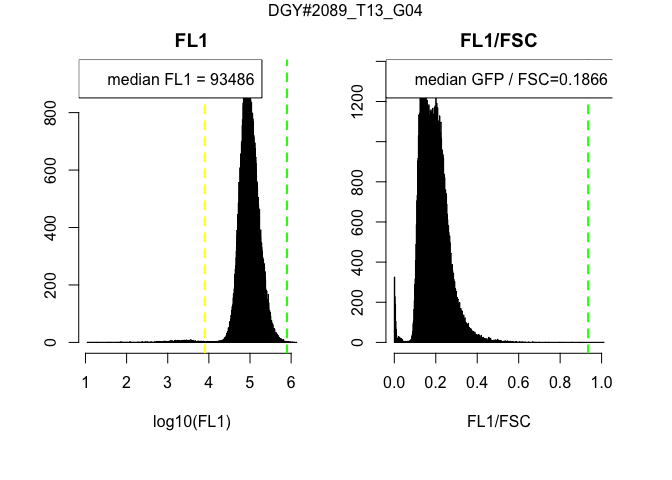 DGY#2089_T13_G04
FL1
FL1/FSC
median FL1 = 93486
median GFP / FSC=0.1866
800
600
400
200
0
1200
800
600
400
200
0
1 2 3 4 5 6
0.0 0.2 0.4 0.6 0.8 1.0
log10(FL1)
FL1/FSC